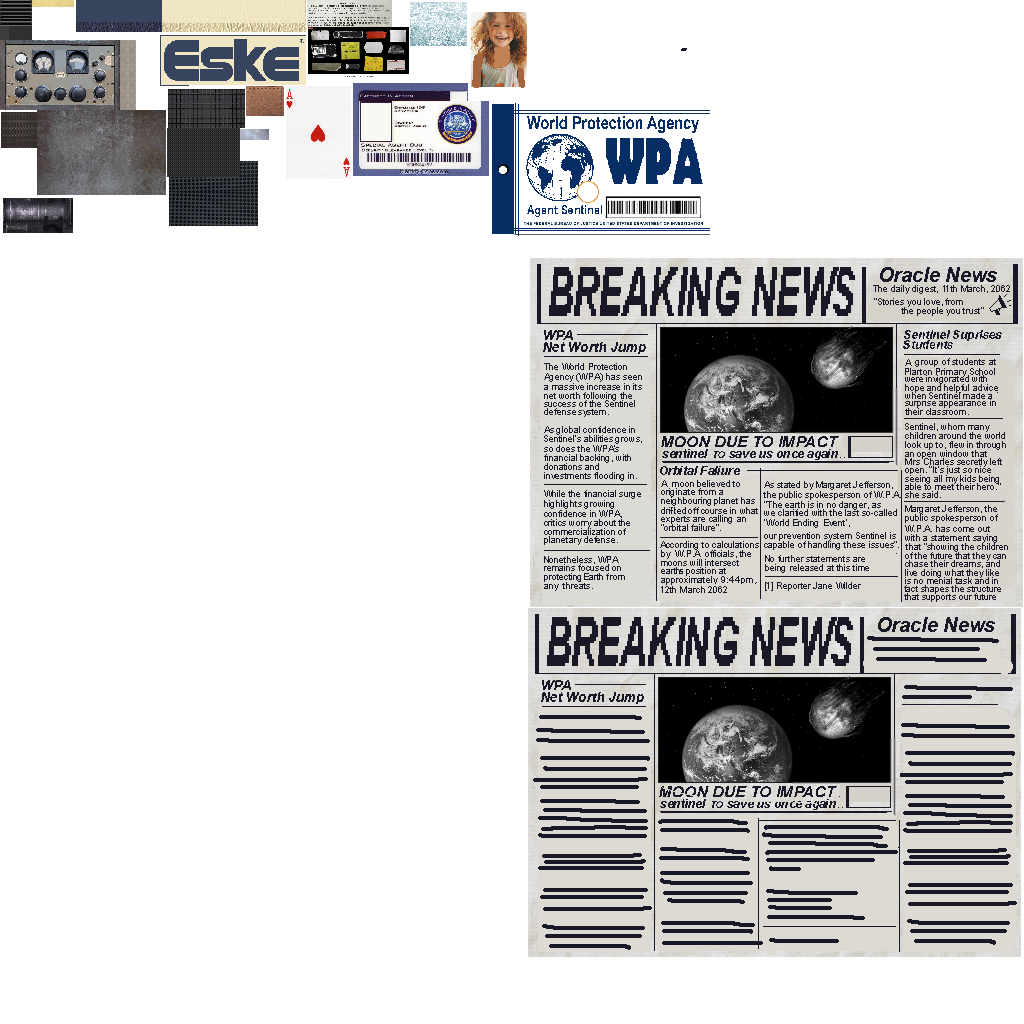 Eske
A
A
SPECIAL AGENT DOG
World Protection Agency
WPA
Agent Sentinel
THE FEDERAL BUREAU OF JUSTICE UNITED STATES DEPARTMENT OF INVESTIGATION
BREAKING NEWS
Oracle News
The daily digest, 11th March, 2062
"Stories you love, from
the people you trust"
WPA
Net Worth Jump
The World Protection
Agency (WPA) has seen
a massive increase in its
net worth following the
success of the Sentinel
defense system.
As global confidence in
Sentinel's abilities grows,
so does the WPA's
financial backing, with
donations and
investments flooding in.
While the financial surge
highlights growing
confidence in WPA,
critics worry about the
commercialization of
planetary defense.
Nonetheless, WPA
remains focused on
protecting Earth from
any threats.
MOON DUE TO IMPACT
sentinel to save us once again..
Orbital Faliure
A moon believed to
originate from a
neighbouring planet has
drifted off course in what
experts are calling an
"orbital failure".
According to calculations
by W.P.A officials, the
moons will intersect
earths position at
approximately 9:44pm,
12th March 2062
As stated by Margaret Jefferson,
the public spokesperson of W.P.A
"The earth is in no danger, as
we clarified with the last so-called
'World Ending Event',
our prevention system Sentinel is
capable of handling these issues".
No further statements are
being released at this time
[1] Reporter Jane Wilder
Sentinel Suprises
Students
A group of students at
Plarton Primary School
were invigorated with
hope and helpful advice
when Sentinel made a
surprise appearance in
their classroom.
Sentinel, whom many
children around the world
look up to, flew in through
an open window that
Mrs Charles secretly left
open. "It's just so nice
seeing all my kids being
able to meet their hero."
she said.
Margaret Jefferson, the
public spokesperson of
W.P.A. has come out
with a statement saying
that "showing the children
of the future that they can
chase their dreams, and
live doing what they like
is no menial task and in
fact shapes the structure
that supports our future
BREAKING NEWS
Oracle News
WPA
Net Worth Jump
MOON DUE TO IMPACT
sentinel to save us once again..